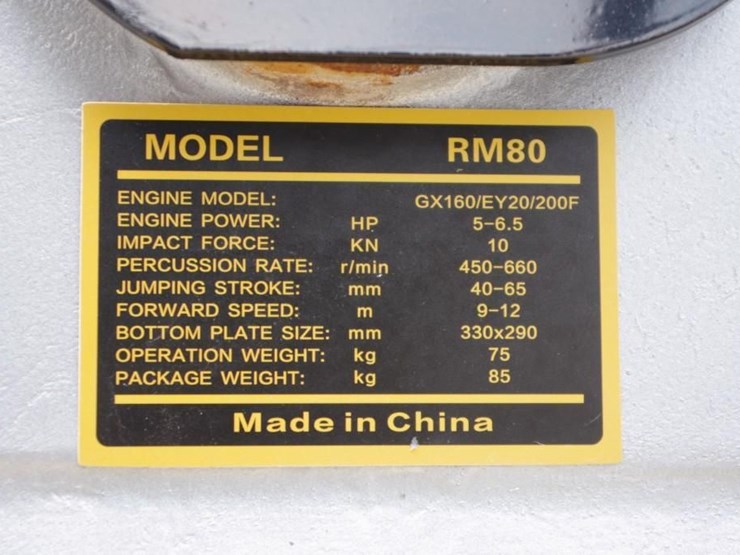 MODEL RM80
ENGINE MODEL: GX160/EY20/200F
ENGINE POWER: HP 5-6.5
IMPACT FORCE: KN 10
PERCUSSION RATE: r/min 450-660
JUMPING STROKE: mm 40-65
FORWARD SPEED: m 9-12
BOTTOM PLATE SIZE: mm 330x290
OPERATION WEIGHT: kg 75
PACKAGE WEIGHT: kg 85
Made in China